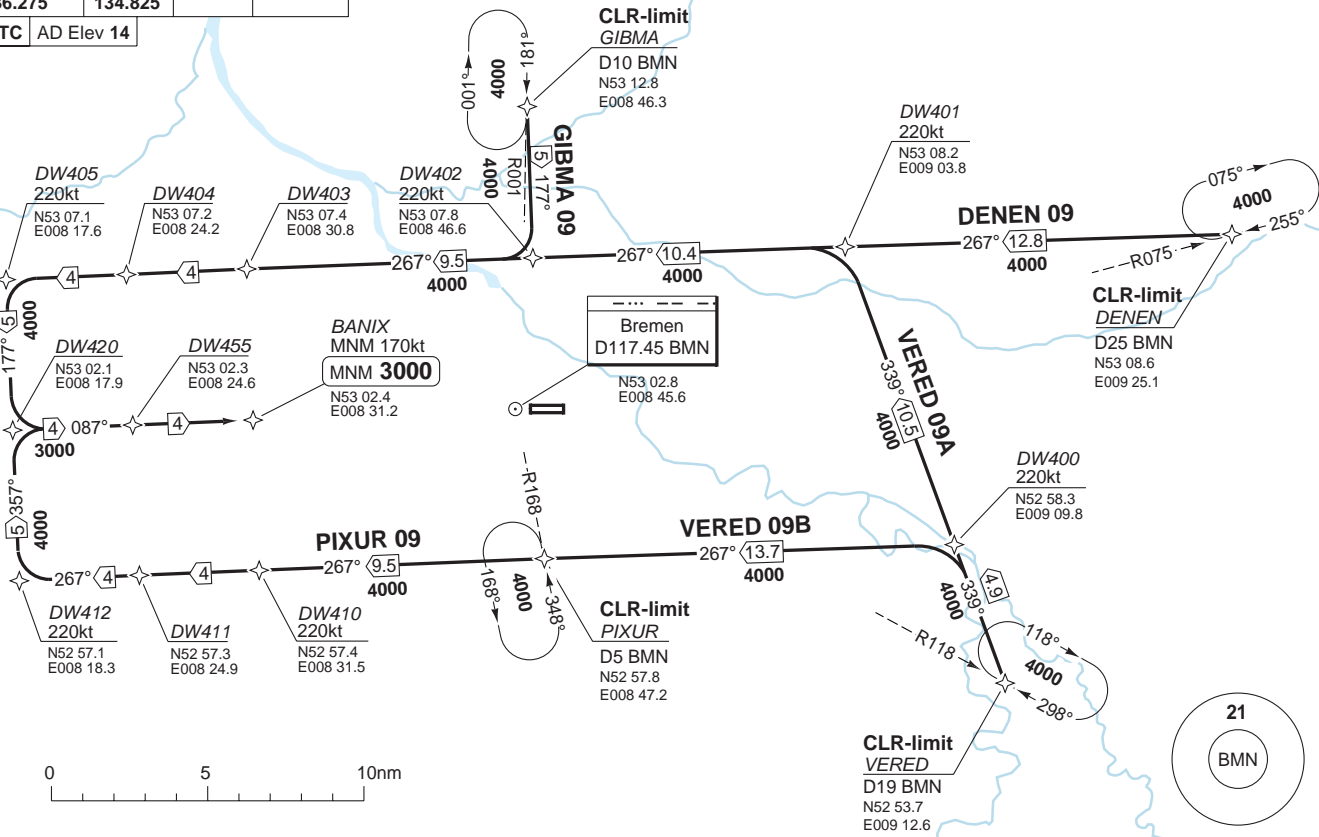 134.825
AD Elev 14
CLR-limit
GIBMA
D10 BMN
N53 12.8
E008 46.3
001°
4000
181°
GIBMA 09
5
177°
R001
4000
DW405
220kt
N53 07.1
E008 17.6
DW404
N53 07.2
E008 24.2
DW403
N53 07.4
E008 30.8
DW402
220kt
N53 07.8
E008 46.6
DW401
220kt
N53 08.2
E009 03.8
075°
4000
255°
R075
DENEN 09
267° 12.8
4000
267° 10.4
4000
267° 9.5
4000
4
4
CLR-limit
DENEN
D25 BMN
N53 08.6
E009 25.1
5
177°
4000
DW420
N53 02.1
E008 17.9
DW455
N53 02.3
E008 24.6
BANIX
MNM 170kt
MNM 3000
N53 02.4
E008 31.2
4 087°
3000
4
Bremen
D117.45 BMN
N53 02.8
E008 45.6
VERED 09A
339° 10.5
4000
DW400
220kt
N52 58.3
E009 09.8
5 357°
4000
R168
PIXUR 09
267° 9.5
4000
VERED 09B
267° 13.7
4000
267° 4
4
168°
4000
348°
DW412
220kt
N52 57.1
E008 18.3
DW411
N52 57.3
E008 24.9
DW410
220kt
N52 57.4
E008 31.5
CLR-limit
PIXUR
D5 BMN
N52 57.8
E008 47.2
4.9
339°
4000
R118
118°
4000
298°
CLR-limit
VERED
D19 BMN
N52 53.7
E009 12.6
21
BMN
0 5 10nm